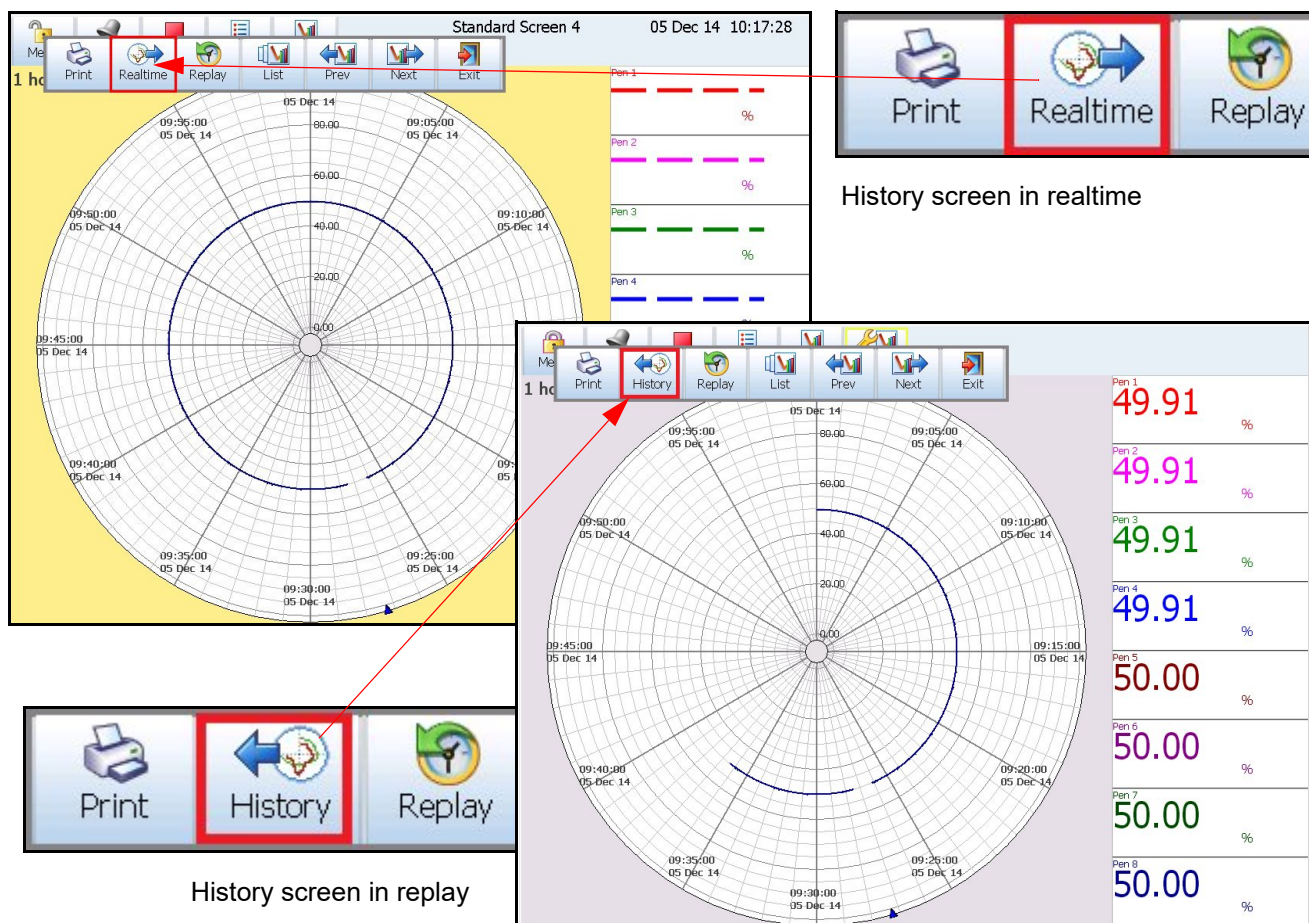 Standard Screen 4
05 Dec 14 10:17:28
Me
Print
Realtime
Replay
List
Prev
Next
Exit
1 ho
05 Dec 14
09:05:00
05 Dec 14
09:10:00
05 Dec 14
09:25:00
05 Dec 14
09:30:00
05 Dec 14
09:35:00
05 Dec 14
09:40:00
05 Dec 14
09:45:00
05 Dec 14
09:50:00
05 Dec 14
09:55:00
05 Dec 14
80.00
60.00
40.00
20.00
0.00
09:
05
Pen 1
%
Pen 2
%
Pen 3
%
Pen 4
Print
Realtime
Replay
History screen in realtime
Me
Print
History
Replay
List
Prev
Next
Exit
1 ho
05 Dec 14
09:05:00
05 Dec 14
09:10:00
05 Dec 14
09:15:00
05 Dec 14
09:20:00
05 Dec 14
09:25:00
05 Dec 14
09:30:00
05 Dec 14
09:35:00
05 Dec 14
09:40:00
05 Dec 14
09:45:00
05 Dec 14
09:50:00
05 Dec 14
09:55:00
05 Dec 14
80.00
60.00
40.00
20.00
0.00
Pen 1
49.91
%
Pen 2
49.91
%
Pen 3
49.91
%
Pen 4
49.91
%
Pen 5
50.00
%
Pen 6
50.00
%
Pen 7
50.00
%
Pen 8
50.00
%
Print
History
Replay
History screen in replay